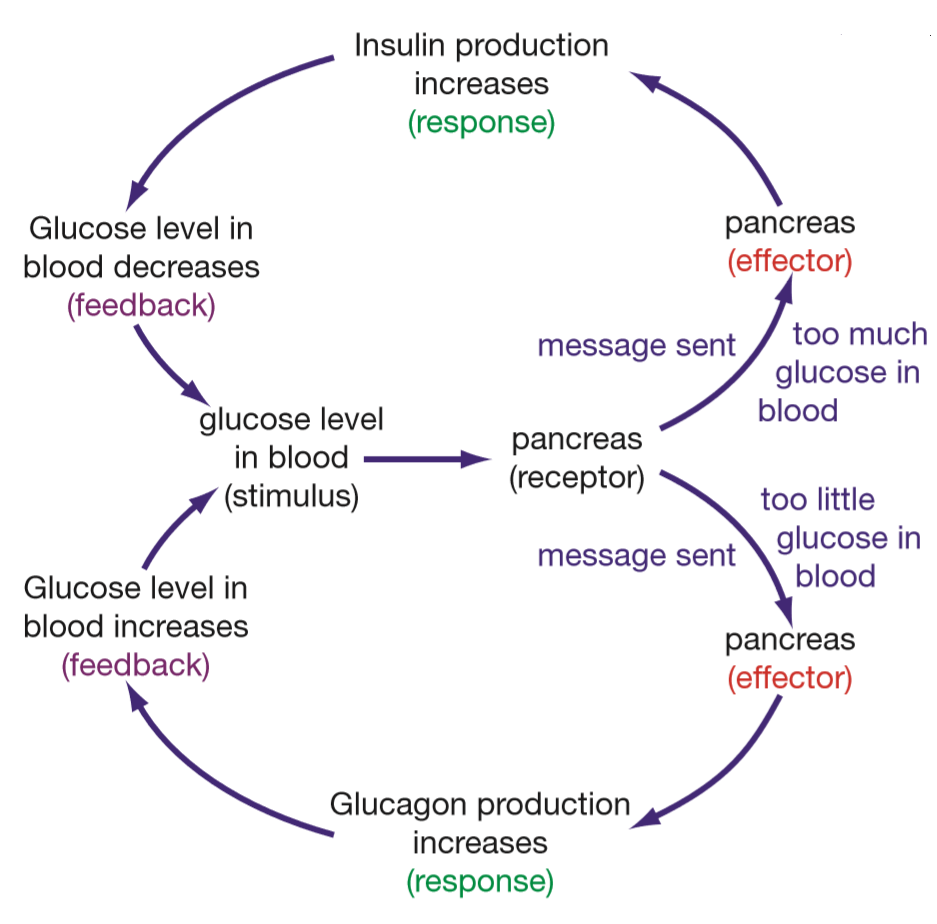 Insulin production
increases
(response)
Glucose level in
blood decreases
(feedback)
pancreas
(effector)
message sent
too much
glucose in
blood
glucose level
in blood
(stimulus)
pancreas
(receptor)
too little
glucose in
blood
message sent
Glucose level in
blood increases
(feedback)
pancreas
(effector)
Glucagon production
increases
(response)